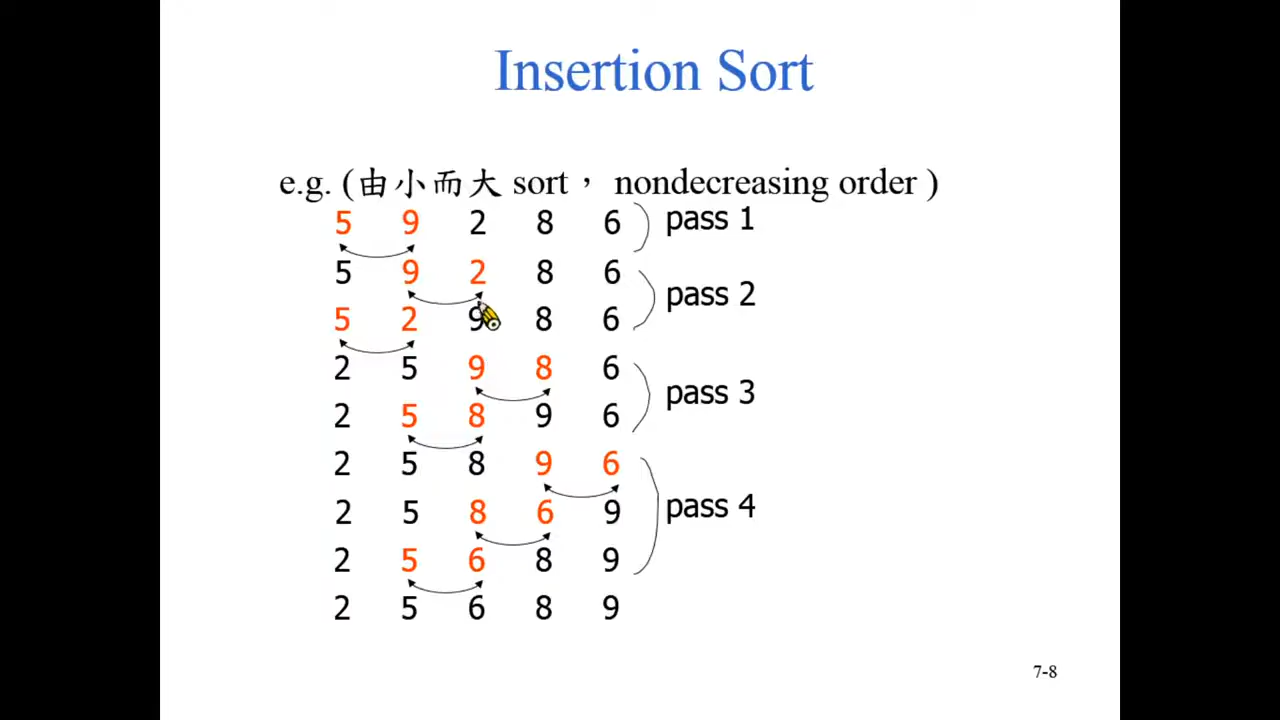 Insertion Sort
e.g. (由小而大 sort， nondecreasing order )
5 9 2 8 6 pass 1
5 9 2 8 6
pass 2
5 2 9 8 6
2 5 9 8 6
pass 3
2 5 8 9 6
2 5 8 9 6
2 5 8 6 9 pass 4
2 5 6 8 9
2 5 6 8 9
7-8